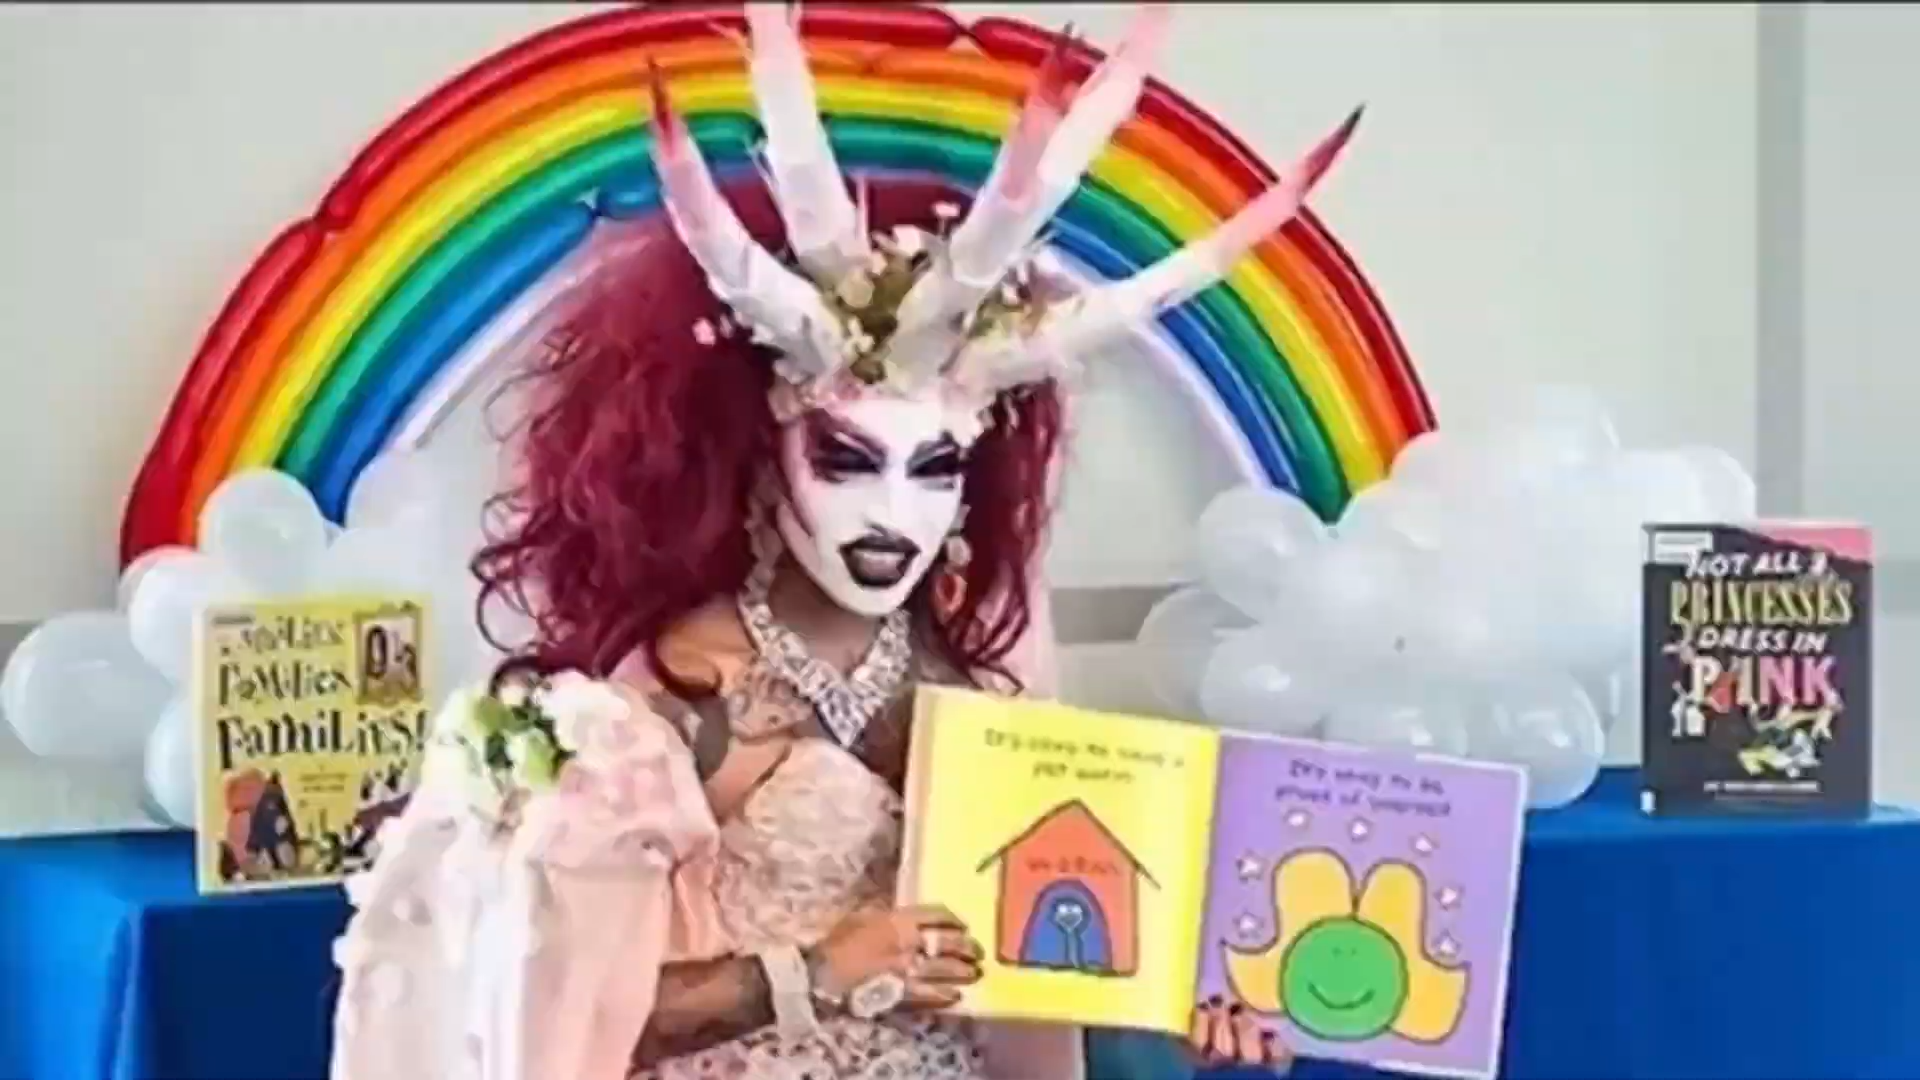 Families
Families
Families!
It's okay to have a
pet worm
It's okay to be
proud of yourself
NOT ALL
PRINCESSES
DRESS IN
PINK